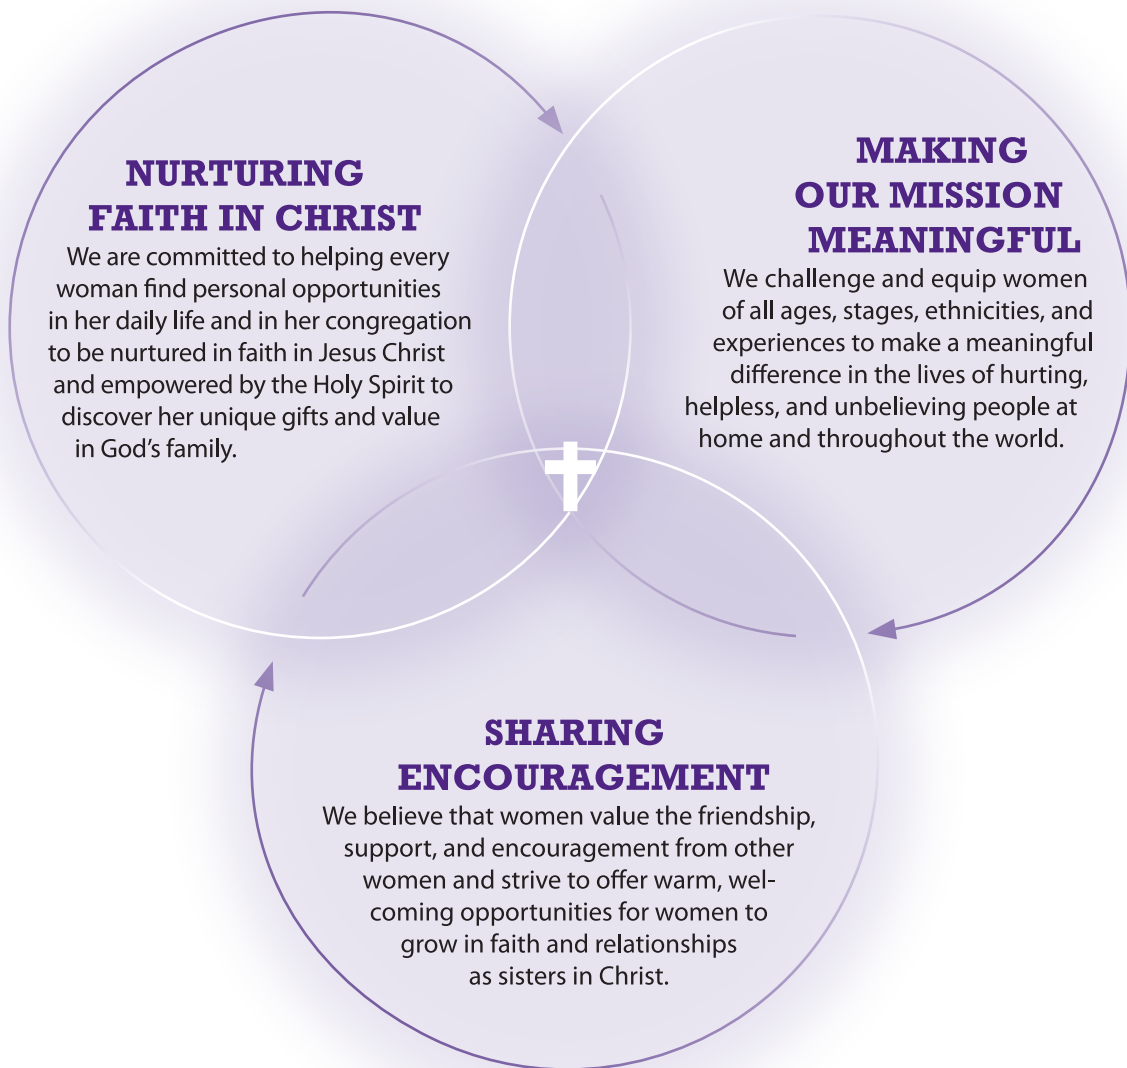 NURTURING
FAITH IN CHRIST
We are committed to helping every
woman find personal opportunities
in her daily life and in her congregation
to be nurtured in faith in Jesus Christ
and empowered by the Holy Spirit to
discover her unique gifts and value
in God’s family.
MAKING
OUR MISSION
MEANINGFUL
We challenge and equip women
of all ages, stages, ethnicities, and
experiences to make a meaningful
difference in the lives of hurting,
helpless, and unbelieving people at
home and throughout the world.
SHARING
ENCOURAGEMENT
We believe that women value the friendship,
support, and encouragement from other
women and strive to offer warm, wel-
coming opportunities for women to
grow in faith and relationships
as sisters in Christ.